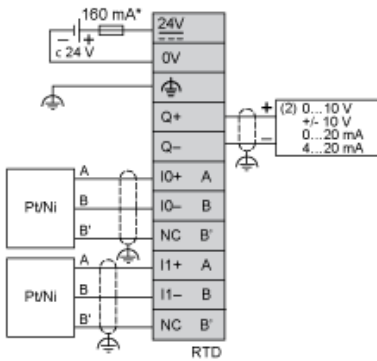 160 mA*
24V
− +
c 24 V
0V
Q+
+
(2) 0...10 V
+/- 10 V
0...20 mA
4...20 mA
Q−
−
A
I0+ A
Pt/Ni
B
I0− B
B'
NC B'
A
I1+ A
Pt/Ni
B
I1− B
B'
NC B'
RTD